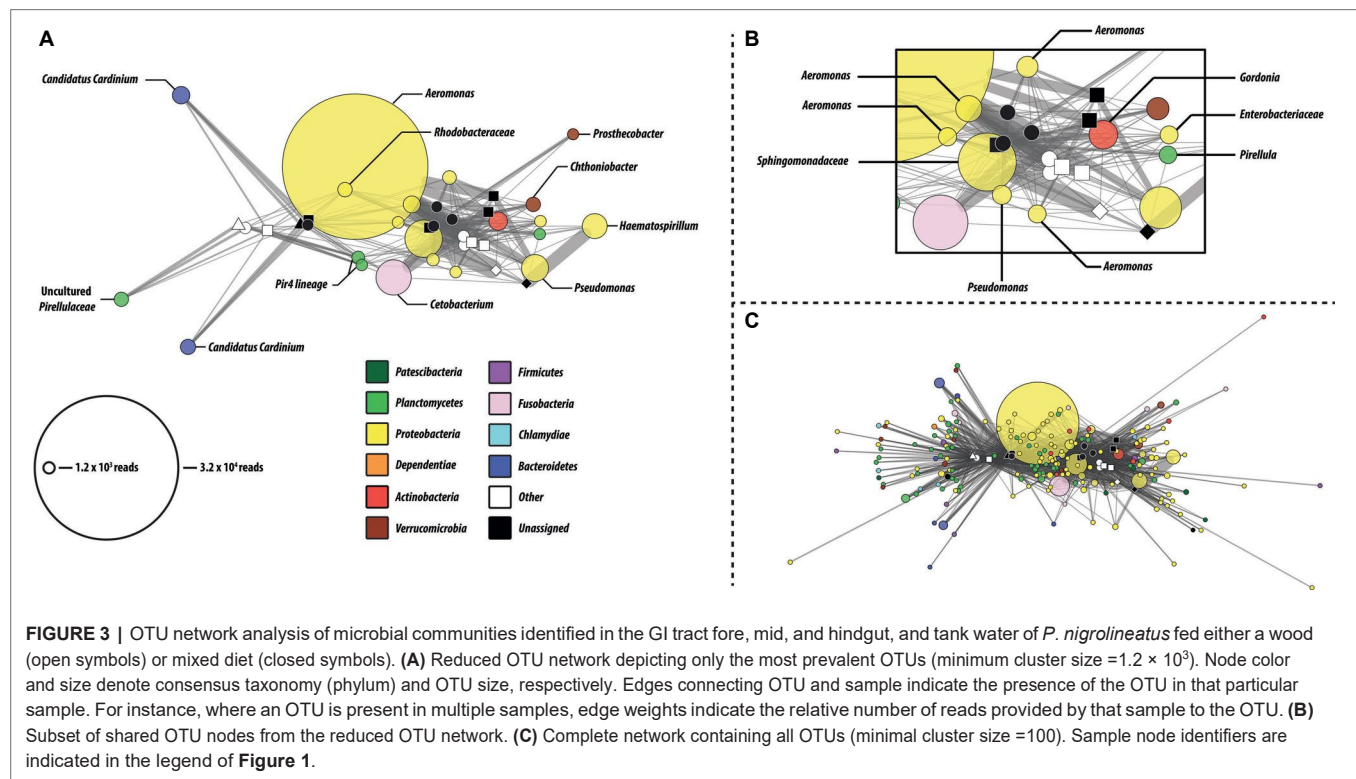 A
Candidatus Cardinium
Aeromonas
Rhodobacteraceae
Prosthecobacter
Chthoniobacter
Haematospirillum
Uncultured
Pirellulaceae
Pir4 lineage
Pseudomonas
Cetobacterium
Candidatus Cardinium
1.2 x 10³ reads
3.2 x 10⁴ reads
Patescibacteria
Planctomycetes
Proteobacteria
Dependentiae
Actinobacteria
Verrucomicrobia
Firmicutes
Fusobacteria
Chlamydiae
Bacteroidetes
Other
Unassigned
B
Aeromonas
Aeromonas
Gordonia
Aeromonas
Enterobacteriaceae
Sphingomonadaceae
Pirellula
Aeromonas
Pseudomonas
C
FIGURE 3 | OTU network analysis of microbial communities identified in the GI tract fore, mid, and hindgut, and tank water of P. nigrolineatus fed either a wood
(open symbols) or mixed diet (closed symbols). (A) Reduced OTU network depicting only the most prevalent OTUs (minimum cluster size =1.2 × 10³). Node color
and size denote consensus taxonomy (phylum) and OTU size, respectively. Edges connecting OTU and sample indicate the presence of the OTU in that particular
sample. For instance, where an OTU is present in multiple samples, edge weights indicate the relative number of reads provided by that sample to the OTU. (B)
Subset of shared OTU nodes from the reduced OTU network. (C) Complete network containing all OTUs (minimal cluster size =100). Sample node identifiers are
indicated in the legend of Figure 1.